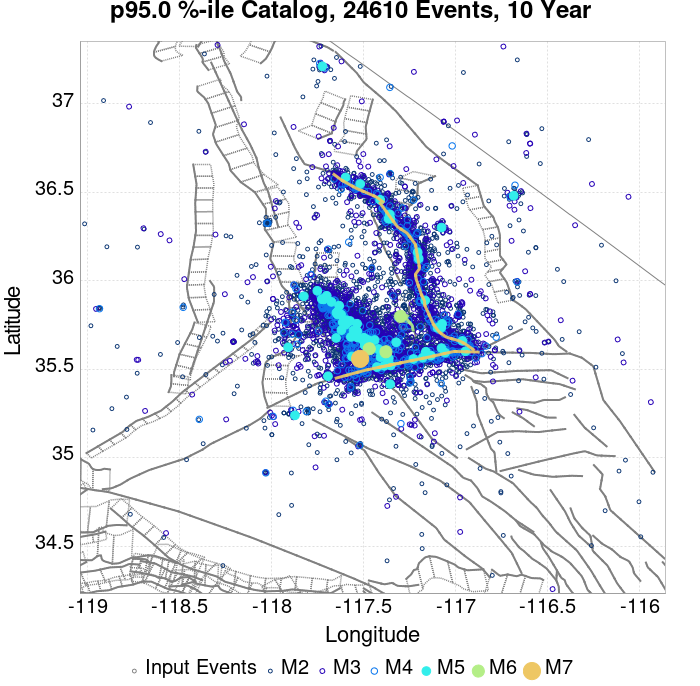 p95.0 %-ile Catalog, 24610 Events, 10 Year
37
36.5
36
35.5
35
34.5
Latitude
-119 -118.5 -118 -117.5 -117 -116.5 -116
Longitude
Input Events M2 M3 M4 M5 M6 M7